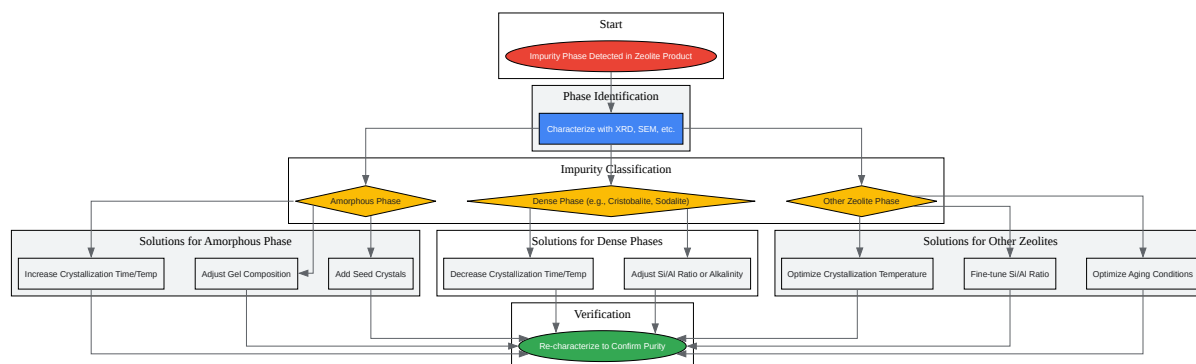 Start
Impurity Phase Detected in Zeolite Product
Phase Identification
Characterize with XRD, SEM, etc.
Impurity Classification
Amorphous Phase
Dense Phase (e.g., Cristobalite, Sodalite)
Other Zeolite Phase
Solutions for Amorphous Phase
Increase Crystallization Time/Temp
Adjust Gel Composition
Add Seed Crystals
Solutions for Dense Phases
Decrease Crystallization Time/Temp
Adjust Si/Al Ratio or Alkalinity
Solutions for Other Zeolites
Optimize Crystallization Temperature
Fine-tune Si/Al Ratio
Optimize Aging Conditions
Verification
Re-characterize to Confirm Purity